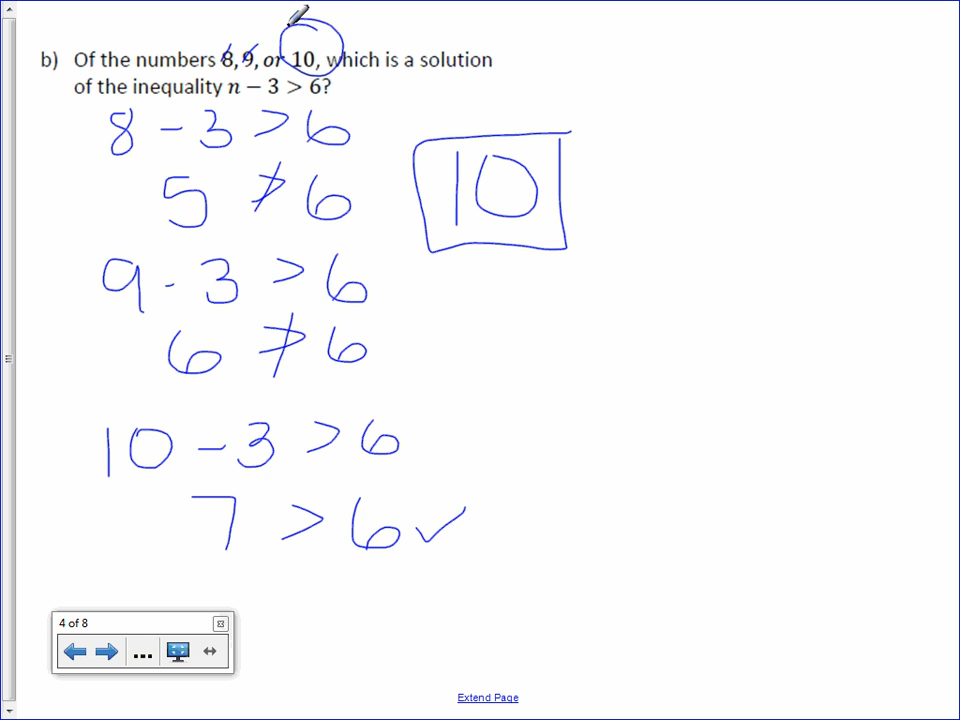 b) Of the numbers 8, 9, or 10, which is a solution
of the inequality n − 3 > 6?
8 - 3 > 6
5 ≯ 6
10
9 - 3 > 6
6 ≯ 6
10 - 3 > 6
7 > 6 ✓
4 of 8
...
Extend Page